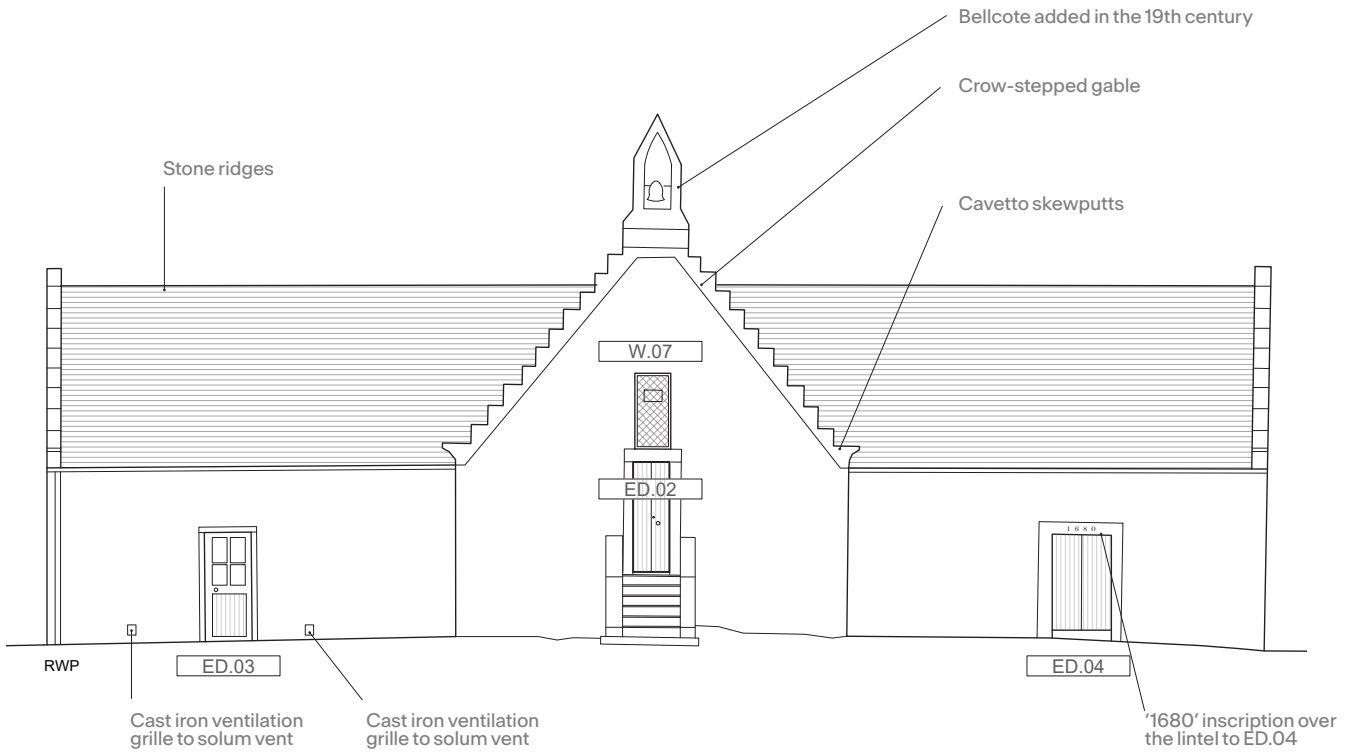 Bellcote added in the 19th century
Crow-stepped gable
Stone ridges
Cavetto skewputts
W.07
ED.02
1680
RWP
ED.03
ED.04
Cast iron ventilation
grille to solum vent
Cast iron ventilation
grille to solum vent
'1680' inscription over
the lintel to ED.04